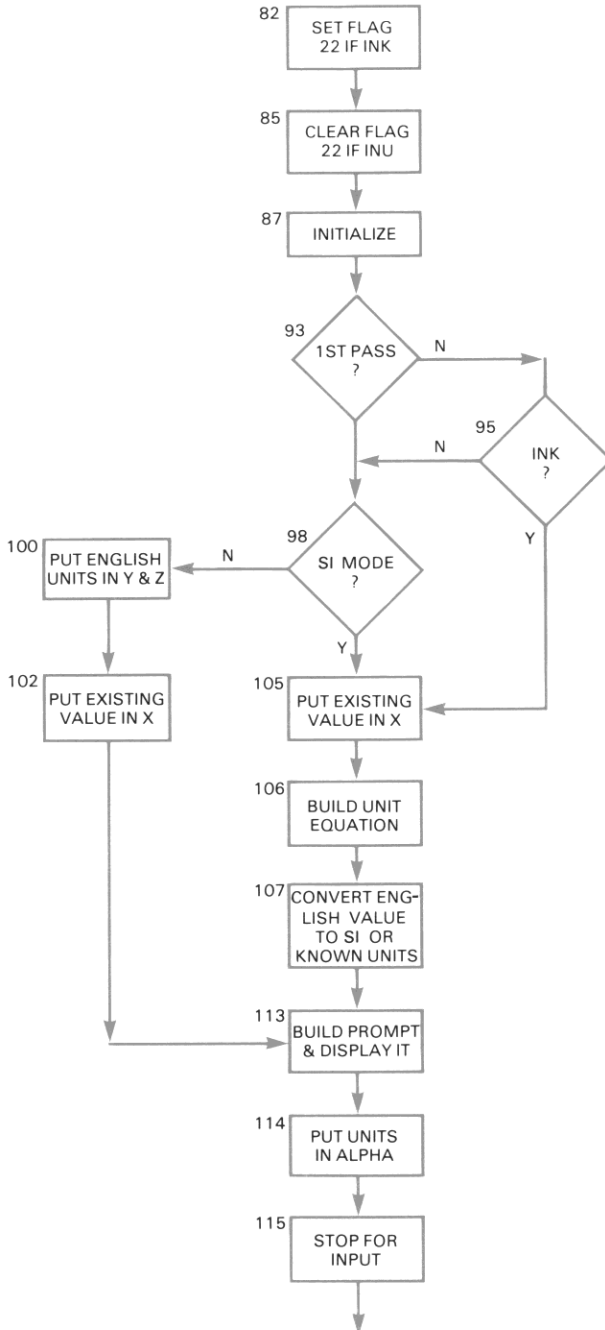 82
SET FLAG
22 IF INK
85
CLEAR FLAG
22 IF INU
87
INITIALIZE
93
1ST PASS
?
N
95
INK
?
N
Y
98
SI MODE
?
N
Y
100
PUT ENGLISH
UNITS IN Y & Z
102
PUT EXISTING
VALUE IN X
105
PUT EXISTING
VALUE IN X
106
BUILD UNIT
EQUATION
107
CONVERT ENG-
LISH VALUE
TO SI OR
KNOWN UNITS
113
BUILD PROMPT
& DISPLAY IT
114
PUT UNITS
IN ALPHA
115
STOP FOR
INPUT